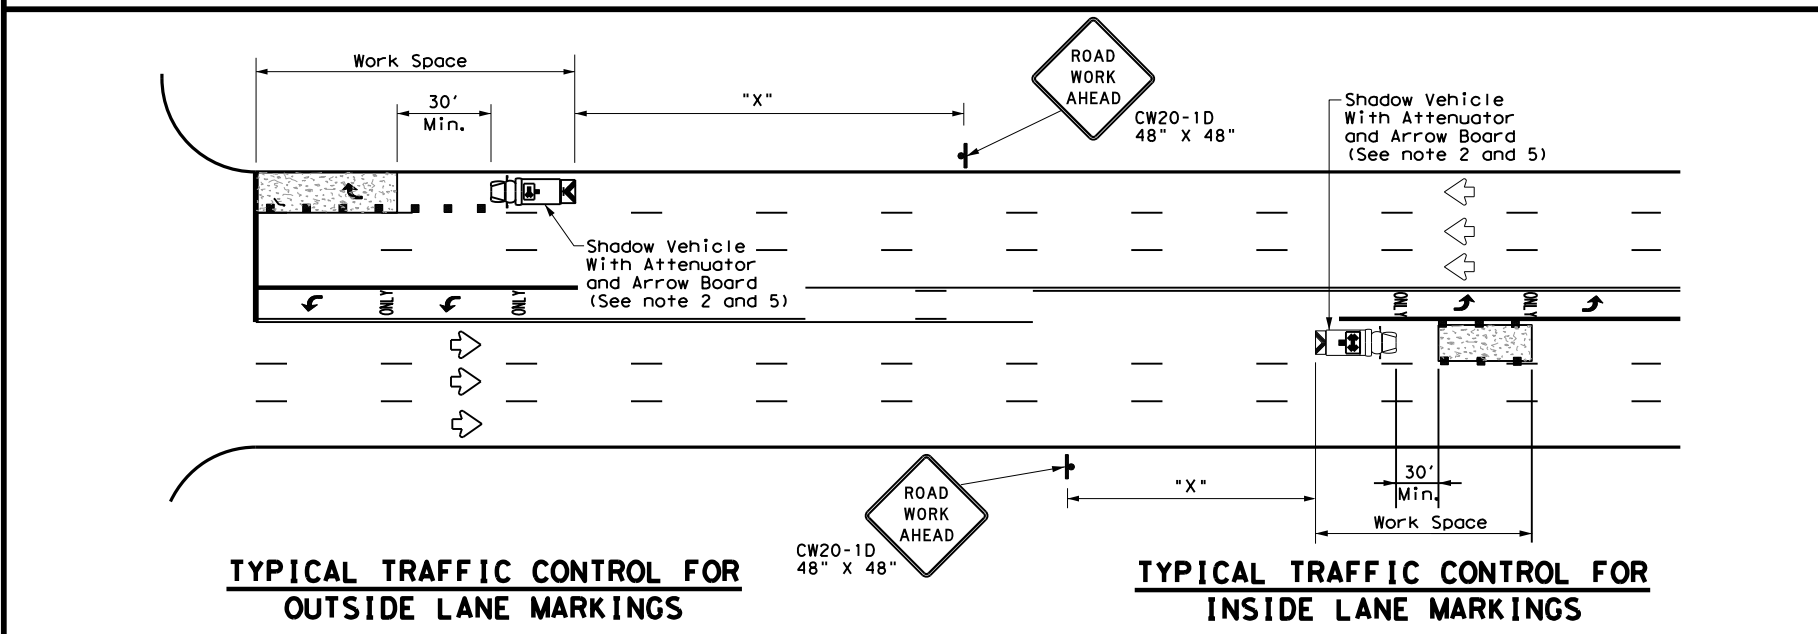 Work Space
30'
Min.
"X"
ROAD
WORK
AHEAD
CW20-1D
48" X 48"
Shadow Vehicle
With Attenuator
and Arrow Board
(See note 2 and 5)
Shadow Vehicle
With Attenuator
and Arrow Board
(See note 2 and 5)
ONLY
ONLY
ONLY
ONLY
ROAD
WORK
AHEAD
CW20-1D
48" X 48"
"X"
30'
Min.
Work Space
TYPICAL TRAFFIC CONTROL FOR
OUTSIDE LANE MARKINGS
TYPICAL TRAFFIC CONTROL FOR
INSIDE LANE MARKINGS